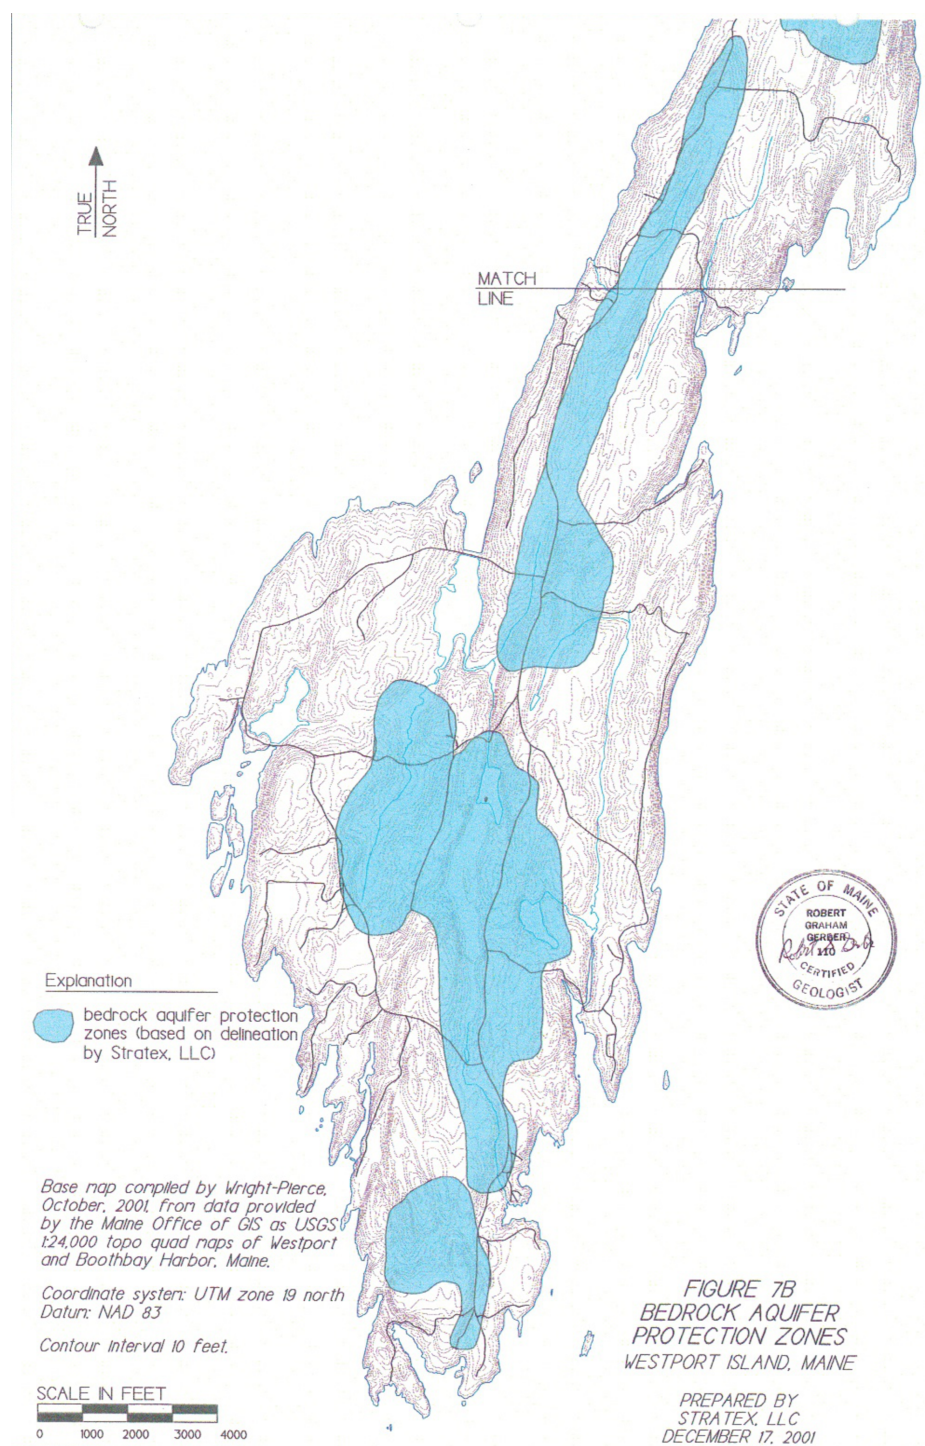 TRUE
NORTH
MATCH
LINE
STATE OF MAINE
ROBERT
GRAHAM
GERBER
110
CERTIFIED
GEOLOGIST
Explanation
bedrock aquifer protection
zones (based on delineation
by Stratex, LLC)
Base map compiled by Wright-Pierce,
October, 2001, from data provided
by the Maine Office of GIS as USGS
1:24,000 topo quad maps of Westport
and Boothbay Harbor, Maine.
Coordinate system: UTM zone 19 north
Datum: NAD 83
Contour Interval 10 feet.
SCALE IN FEET
0 1000 2000 3000 4000
FIGURE 7B
BEDROCK AQUIFER
PROTECTION ZONES
WESTPORT ISLAND, MAINE
PREPARED BY
STRATEX, LLC
DECEMBER 17, 2001